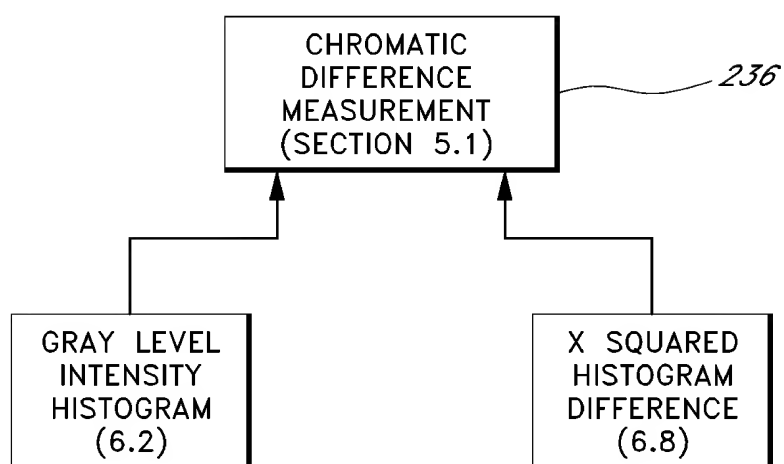 CHROMATIC
DIFFERENCE
MEASUREMENT
(SECTION 5.1)
236
GRAY LEVEL
INTENSITY
HISTOGRAM
(6.2)
X SQUARED
HISTOGRAM
DIFFERENCE
(6.8)